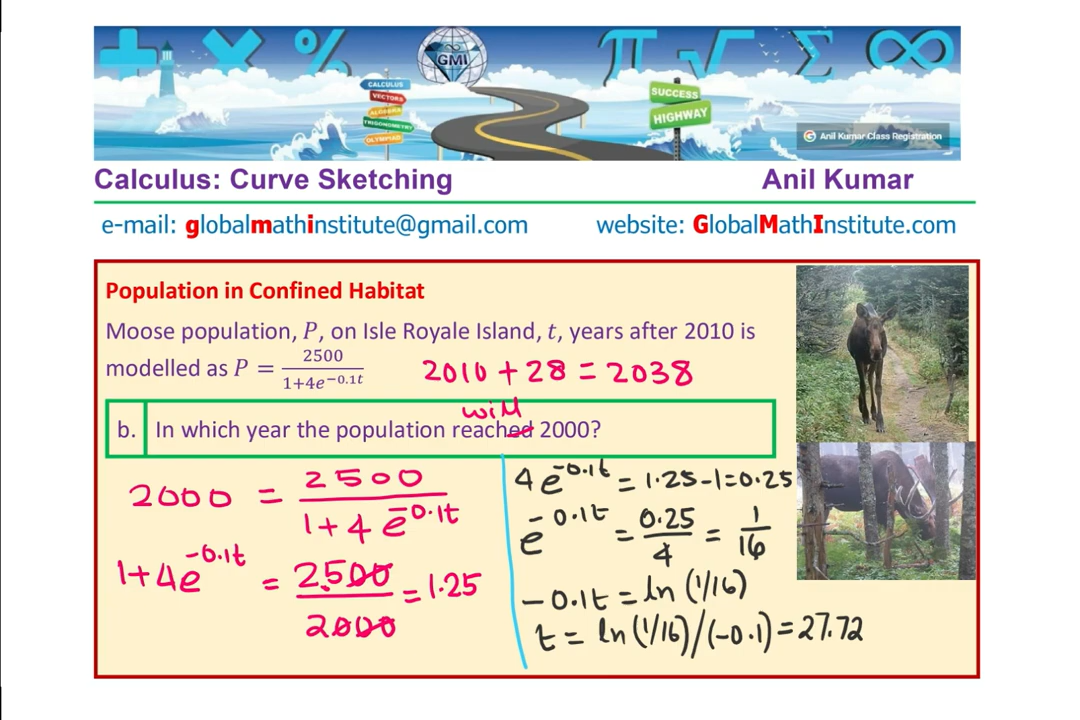 GMI
CALCULUS
VECTORS
ALGEBRA
TRIGONOMETRY
OLYMPIAD
SUCCESS
HIGHWAY
Anil Kumar Class Registration
Calculus: Curve Sketching Anil Kumar
e-mail: globalmathinstitute@gmail.com website: GlobalMathInstitute.com
Population in Confined Habitat
Moose population, P, on Isle Royale Island, t, years after 2010 is
modelled as P = 2500/(1+4e^(-0.1t)) 2010 + 28 = 2038
will
b. In which year the population reached 2000?
2000 = 2500/(1+4e^(-0.1t))
1+4e^(-0.1t) = 2500/2000 = 1.25
4e^(-0.1t) = 1.25-1=0.25
e^(-0.1t) = 0.25/4 = 1/16
-0.1t = ln(1/16)
t = ln(1/16)/(-0.1) = 27.72